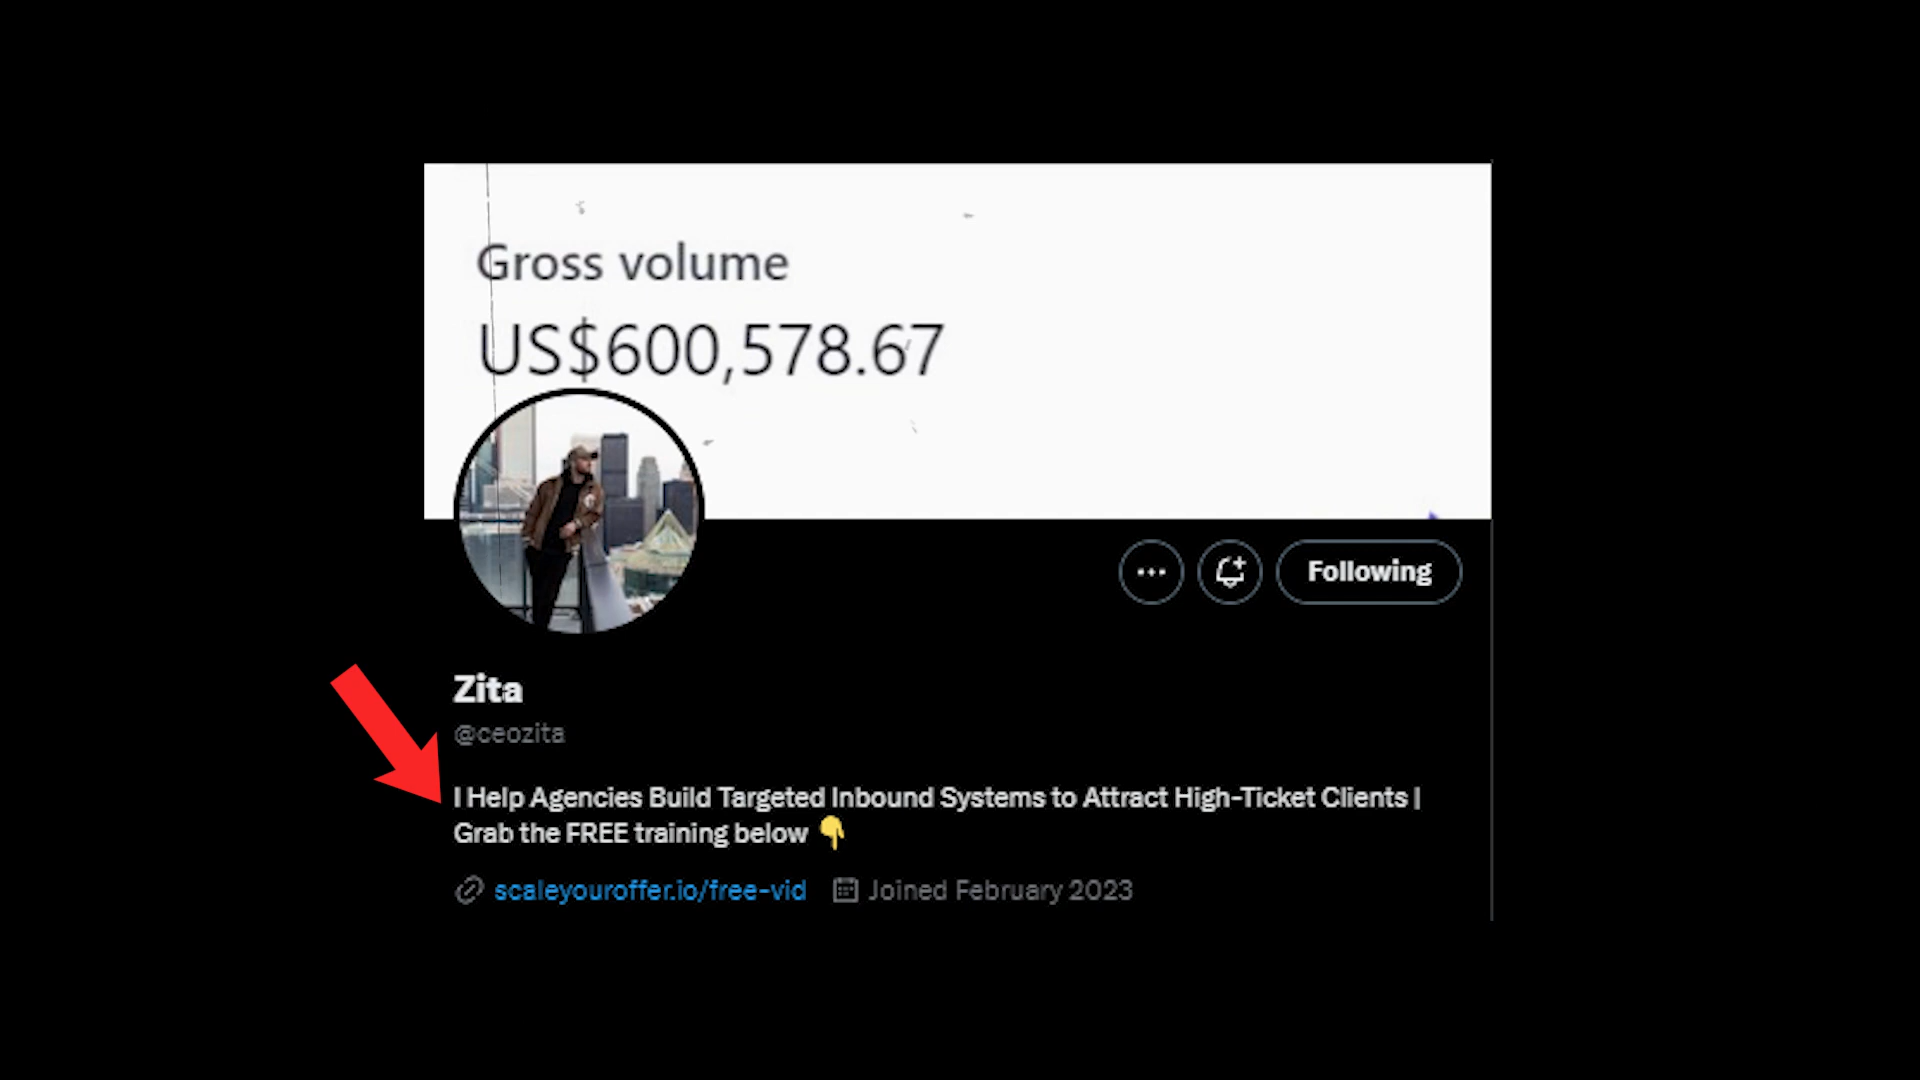 Gross volume
US$600,578.67
Following
Zita
@ceozita
I Help Agencies Build Targeted Inbound Systems to Attract High-Ticket Clients |
Grab the FREE training below 👇
scaleyouroffer.io/free-vid Joined February 2023